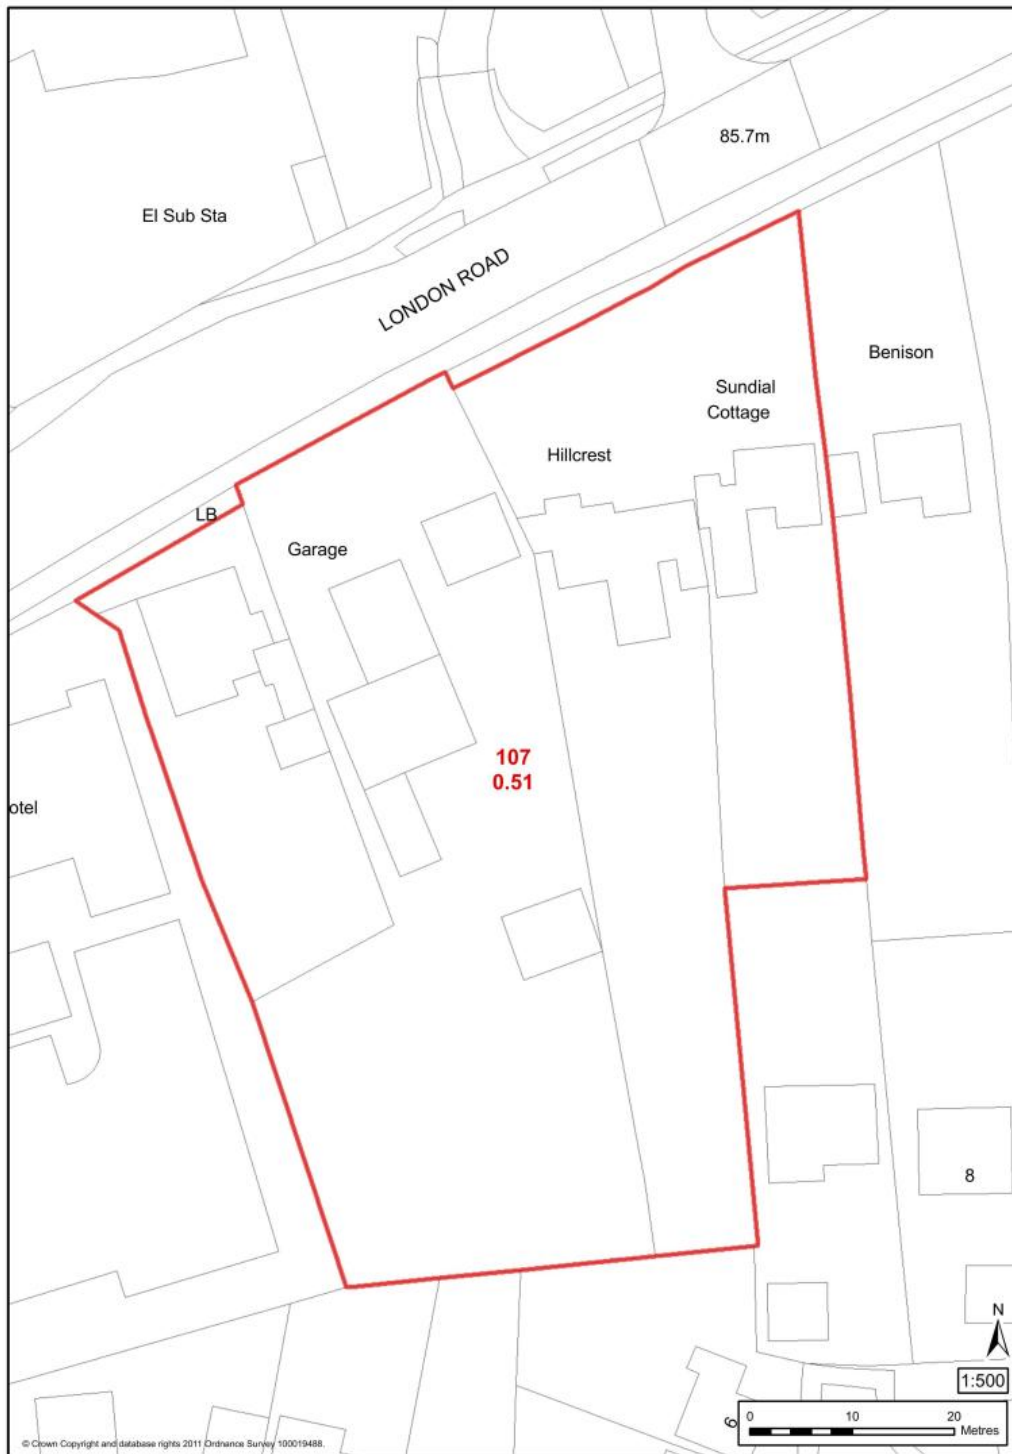 85.7m
El Sub Sta
LONDON ROAD
Benison
Sundial
Cottage
Hillcrest
LB
Garage
107
0.51
otel
8
N
1:500
6
0 10 20
Metres
© Crown Copyright and database rights 2011 Ordnance Survey 100019488.